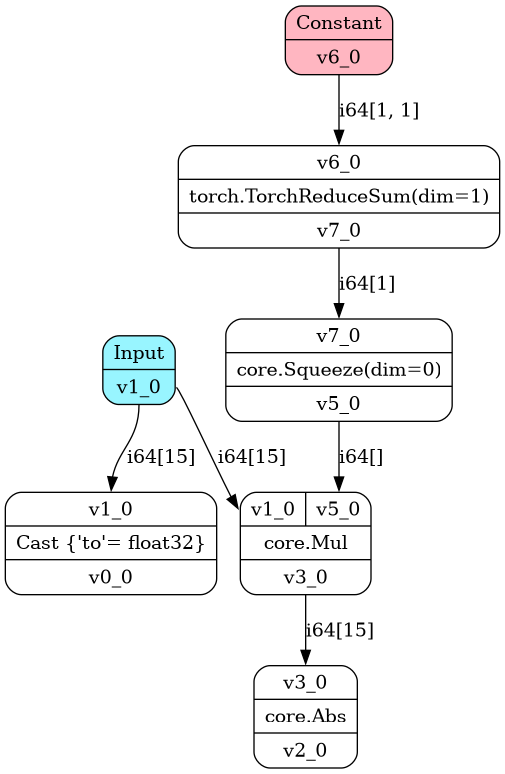 Constant
v6_0
i64[1, 1]
v6_0
torch.TorchReduceSum(dim=1)
v7_0
i64[1]
v7_0
core.Squeeze(dim=0)
v5_0
Input
v1_0
i64[15]
i64[15]
i64[]
v1_0
Cast {'to'= float32}
v0_0
v1_0 v5_0
core.Mul
v3_0
i64[15]
v3_0
core.Abs
v2_0